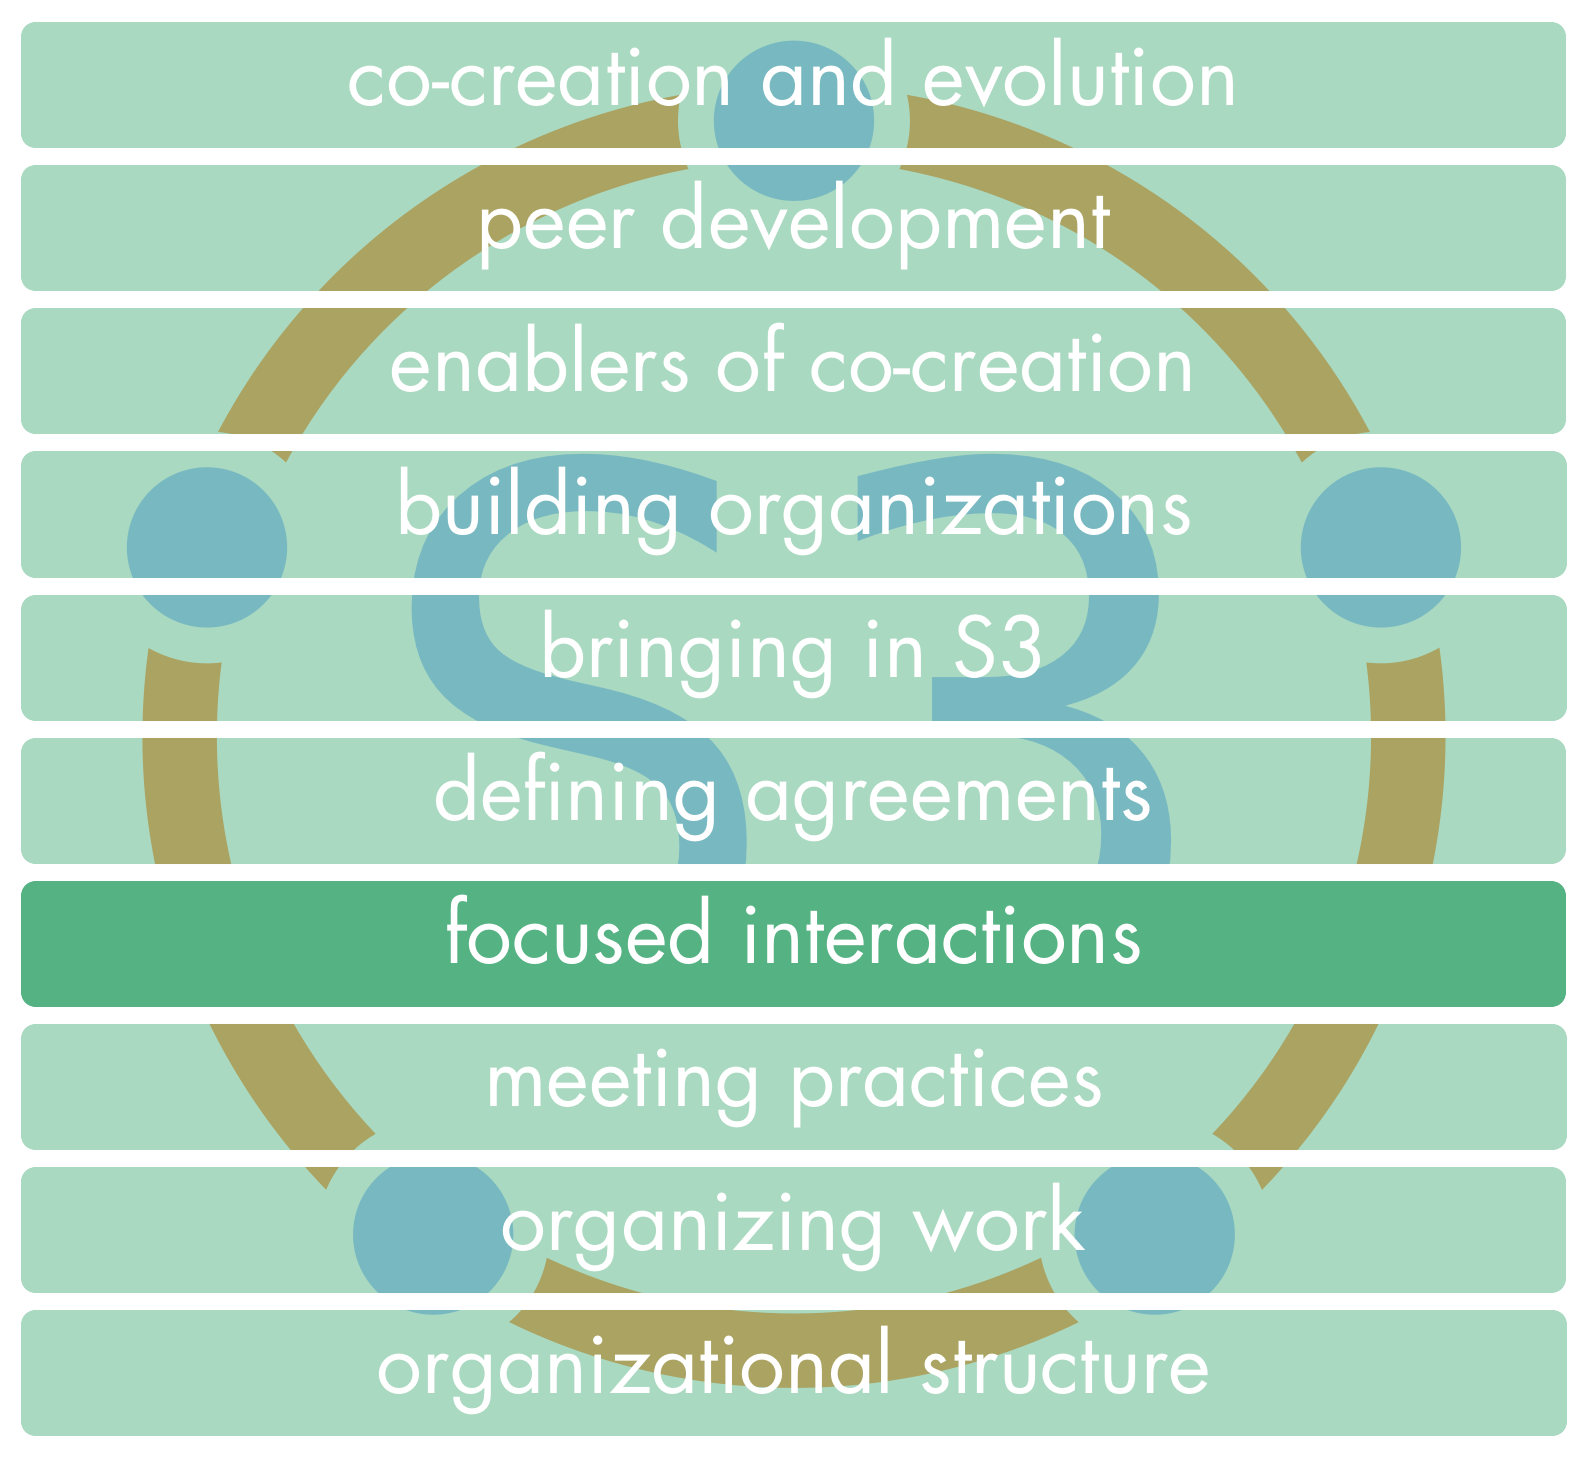 co-creation and evolution
peer development
enablers of co-creation
building organizations
bringing in S3
defining agreements
focused interactions
meeting practices
organizing work
organizational structure
S3